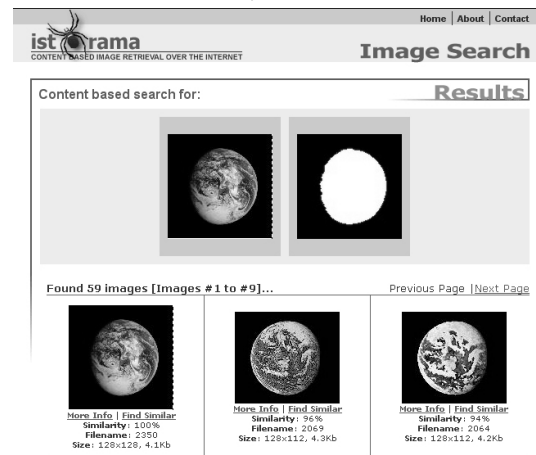 Home | About | Contact
ist rama
CONTENT BASED IMAGE RETRIEVAL OVER THE INTERNET
Image Search
Content based search for:
Results
Found 59 images [Images #1 to #9]...
Previous Page |Next Page
More Info | Find Similar
Similarity: 100%
Filename: 2350
Size: 128x128, 4.1Kb
More Info | Find Similar
Similarity: 96%
Filename: 2069
Size: 128x112, 4.3Kb
More Info | Find Similar
Similarity: 94%
Filename: 2064
Size: 128x112, 4.2Kb